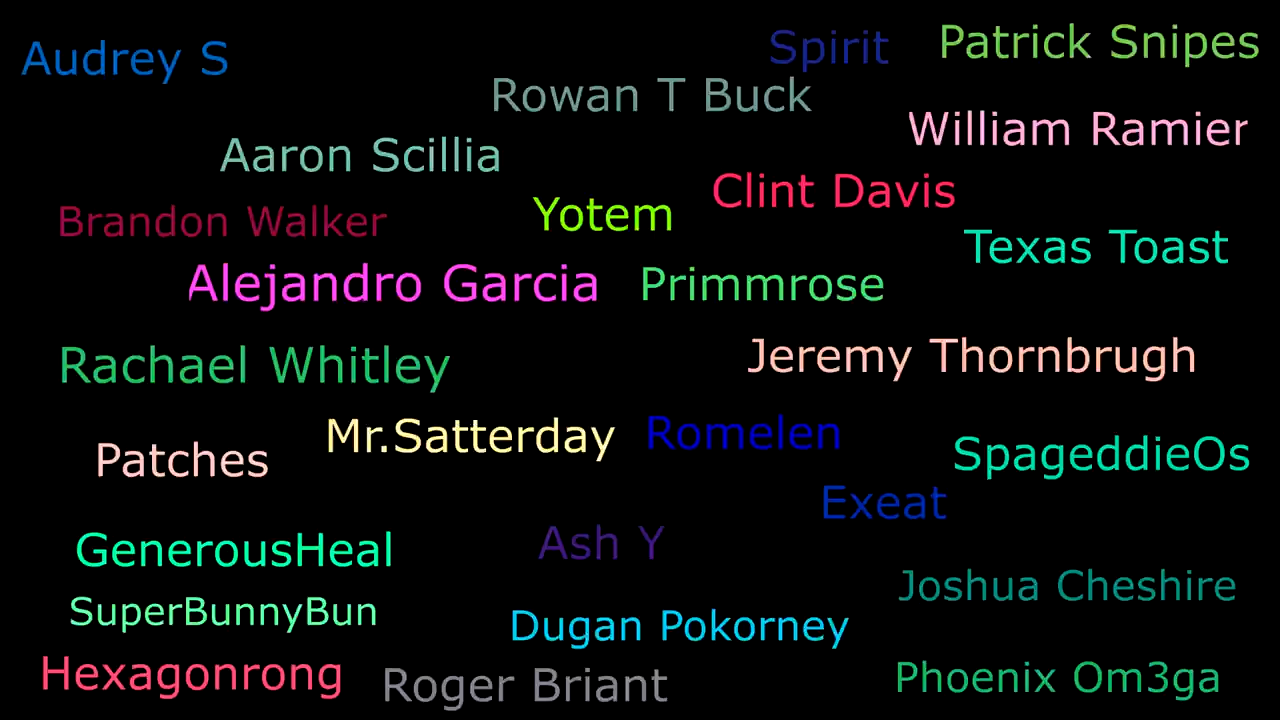 Audrey S
Spirit
Patrick Snipes
Rowan T Buck
William Ramier
Aaron Scillia
Clint Davis
Brandon Walker
Yotem
Texas Toast
Alejandro Garcia
Primmrose
Rachael Whitley
Jeremy Thornbrugh
Mr.Satterday
Romelen
Patches
SpageddieOs
Exeat
GenerousHeal
Ash Y
Joshua Cheshire
SuperBunnyBun
Dugan Pokorney
Hexagonrong
Roger Briant
Phoenix Om3ga